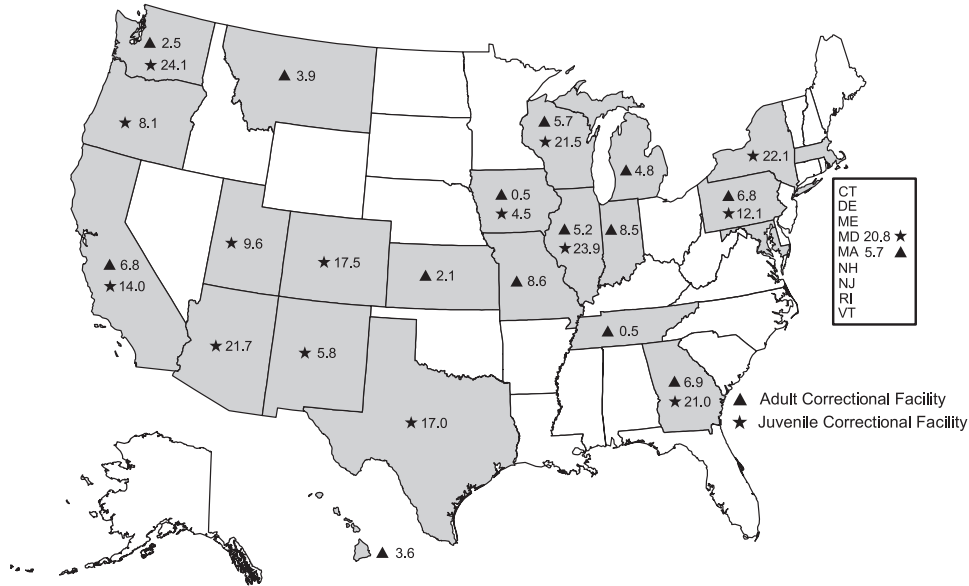 ▲ 2.5
★ 24.1
▲ 3.9
★ 8.1
▲ 5.7
★ 21.5
▲ 4.8
★ 22.1
▲ 0.5
★ 4.5
▲ 6.8
★ 12.1
▲ 5.2
★ 23.9
▲ 8.5
★ 9.6
★ 17.5
▲ 2.1
▲ 8.6
▲ 6.8
★ 14.0
★ 21.7
★ 5.8
▲ 0.5
▲ 6.9
★ 21.0
★ 17.0
▲ 3.6
CT
DE
ME
MD 20.8 ★
MA 5.7 ▲
NH
NJ
RI
VT
▲ Adult Correctional Facility
★ Juvenile Correctional Facility